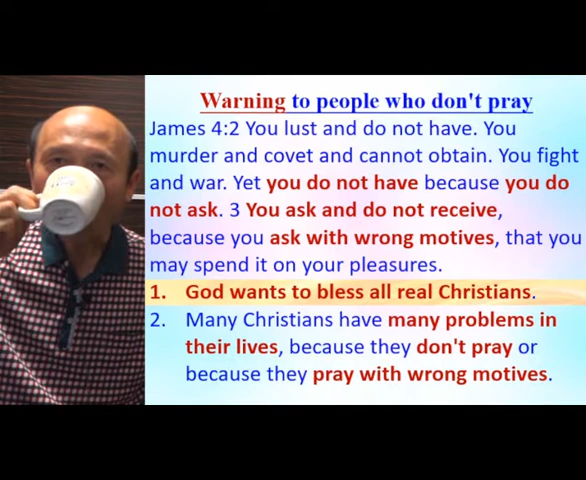 Warning to people who don't pray
James 4:2 You lust and do not have. You
murder and covet and cannot obtain. You fight
and war. Yet you do not have because you do
not ask. 3 You ask and do not receive,
because you ask with wrong motives, that you
may spend it on your pleasures.
1. God wants to bless all real Christians.
2. Many Christians have many problems in
their lives, because they don't pray or
because they pray with wrong motives.